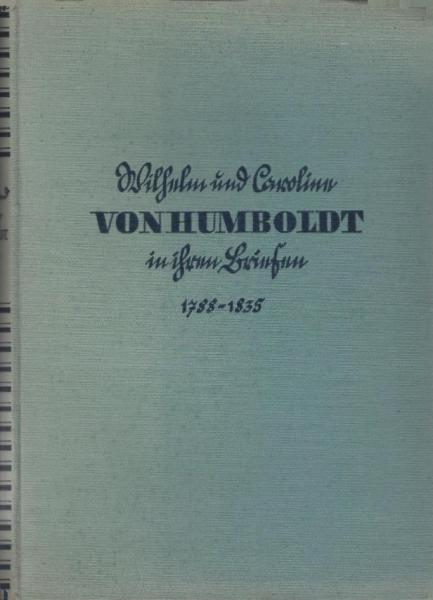 Wilhelm und Caroline
VON HUMBOLDT
in ihren Briefen
1788-1835